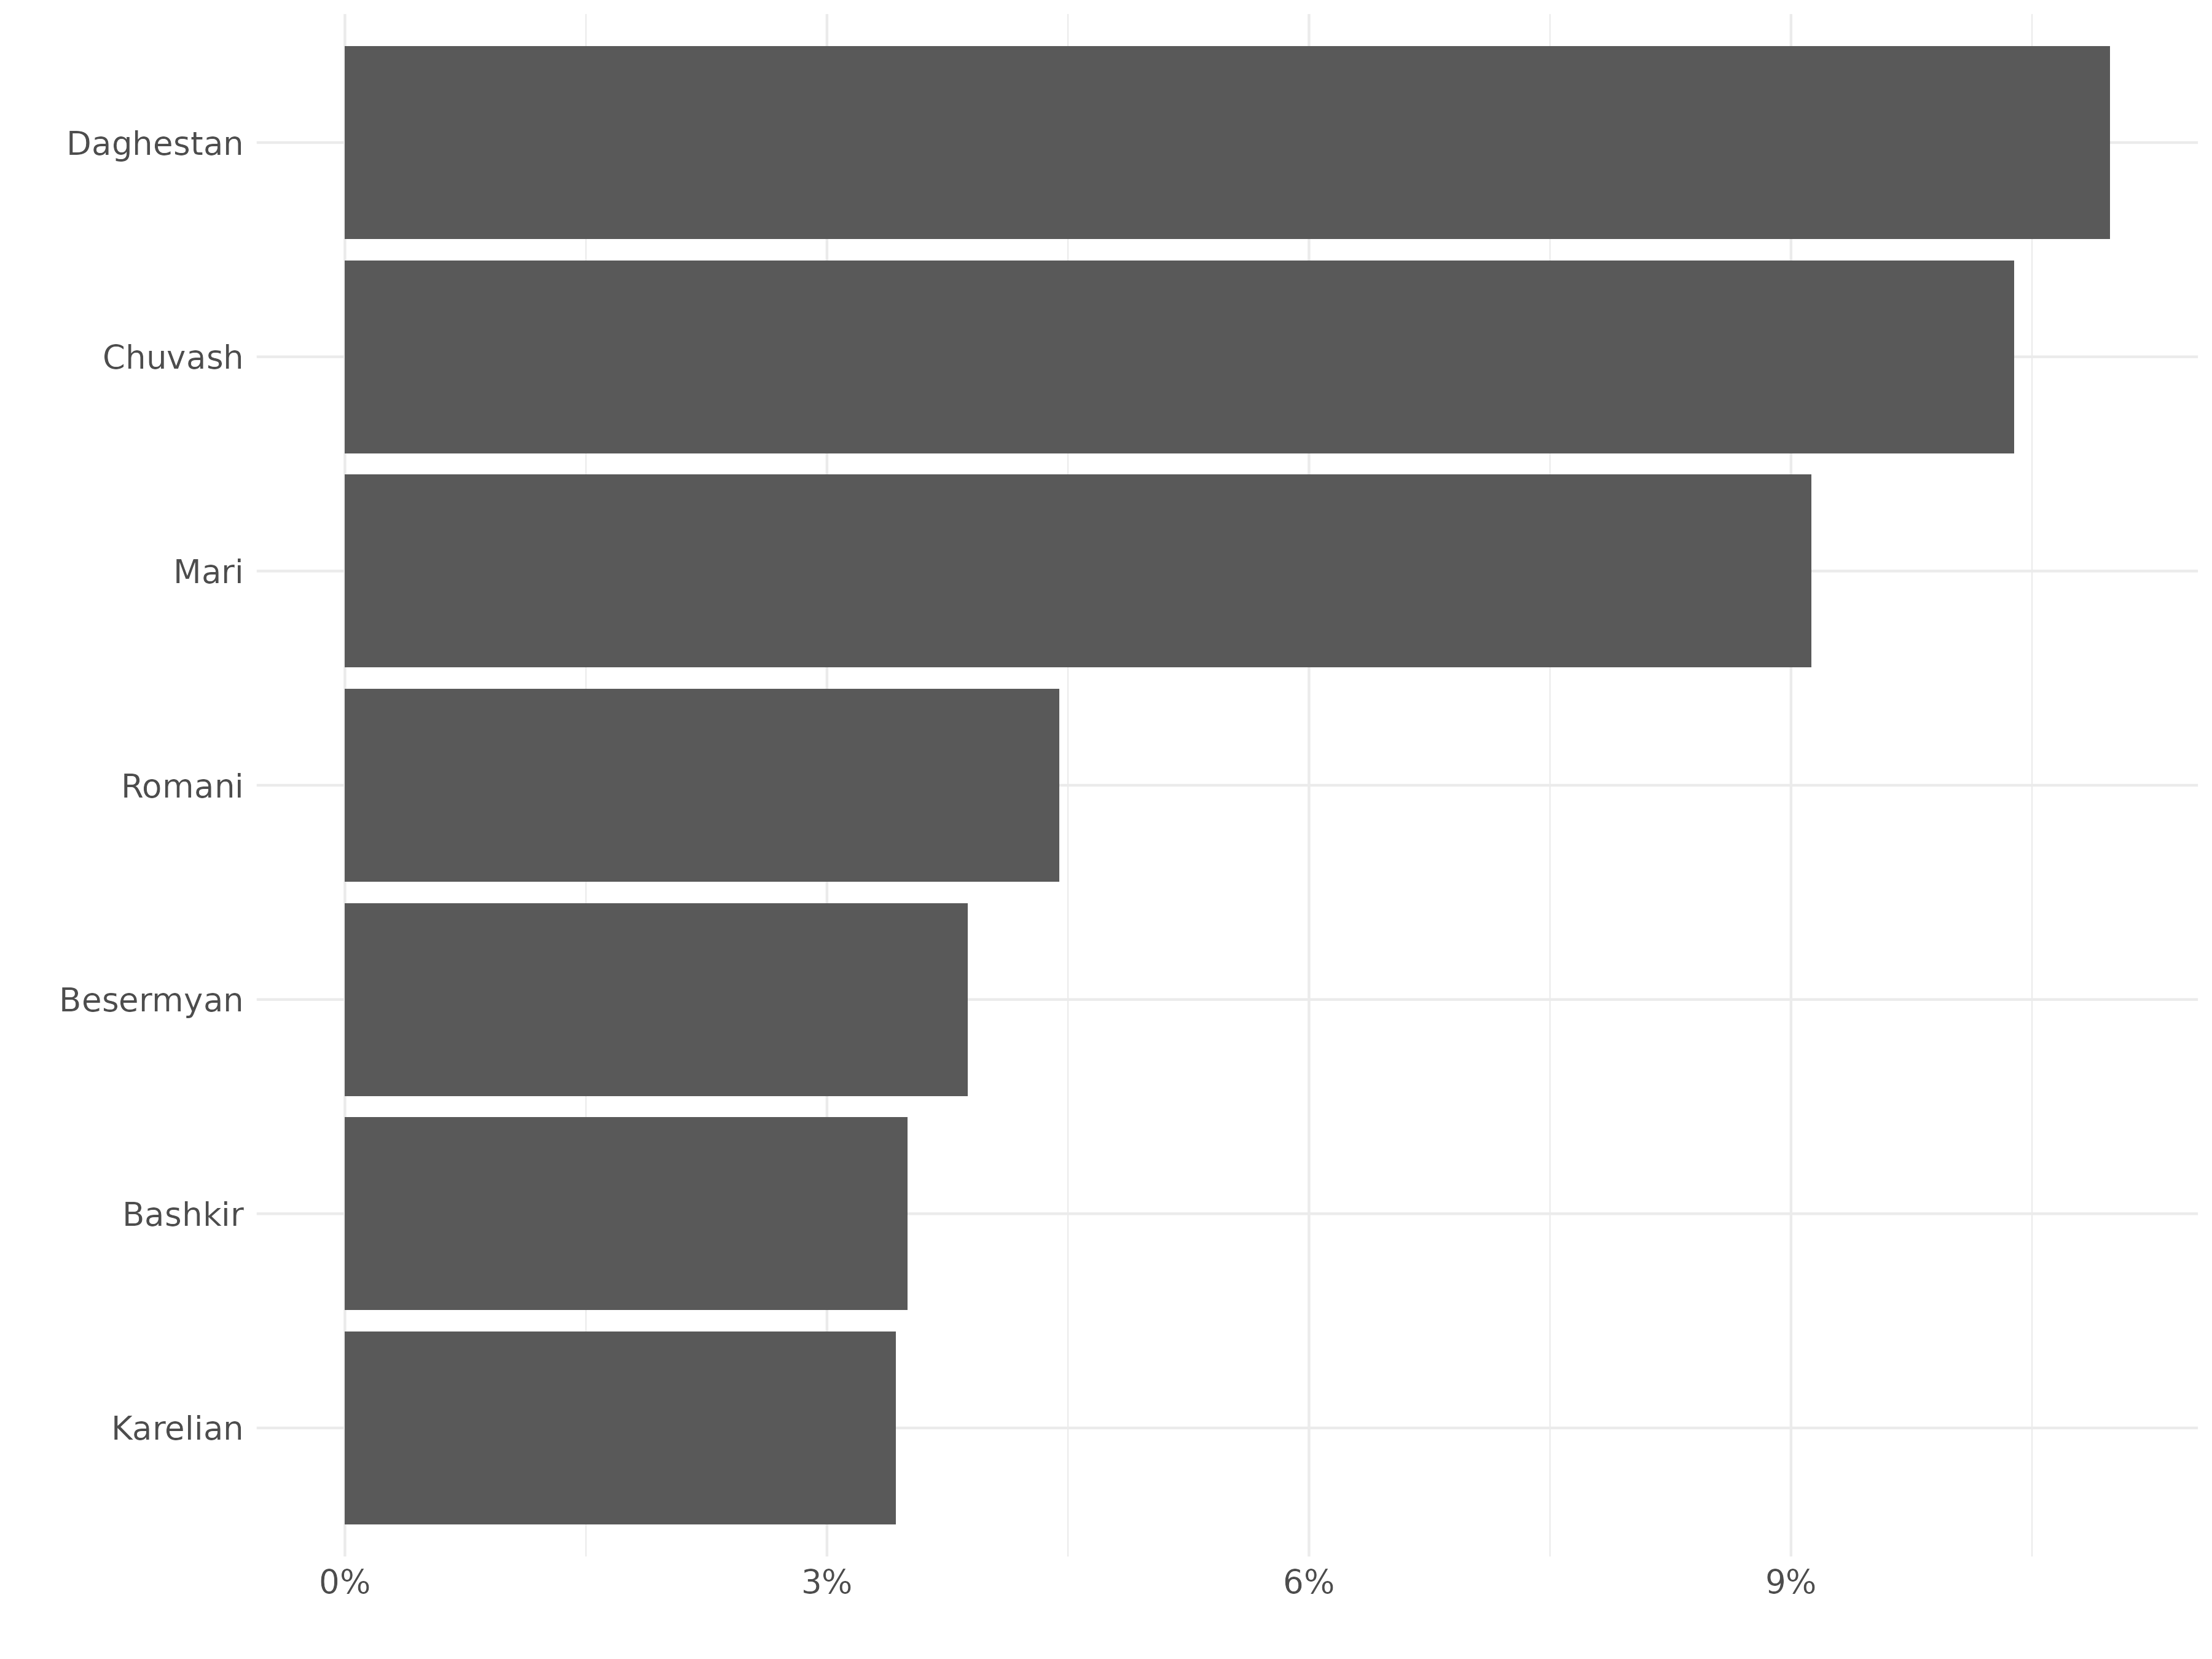 Daghestan
Chuvash
Mari
Romani
Besermyan
Bashkir
Karelian
0% 3% 6% 9%